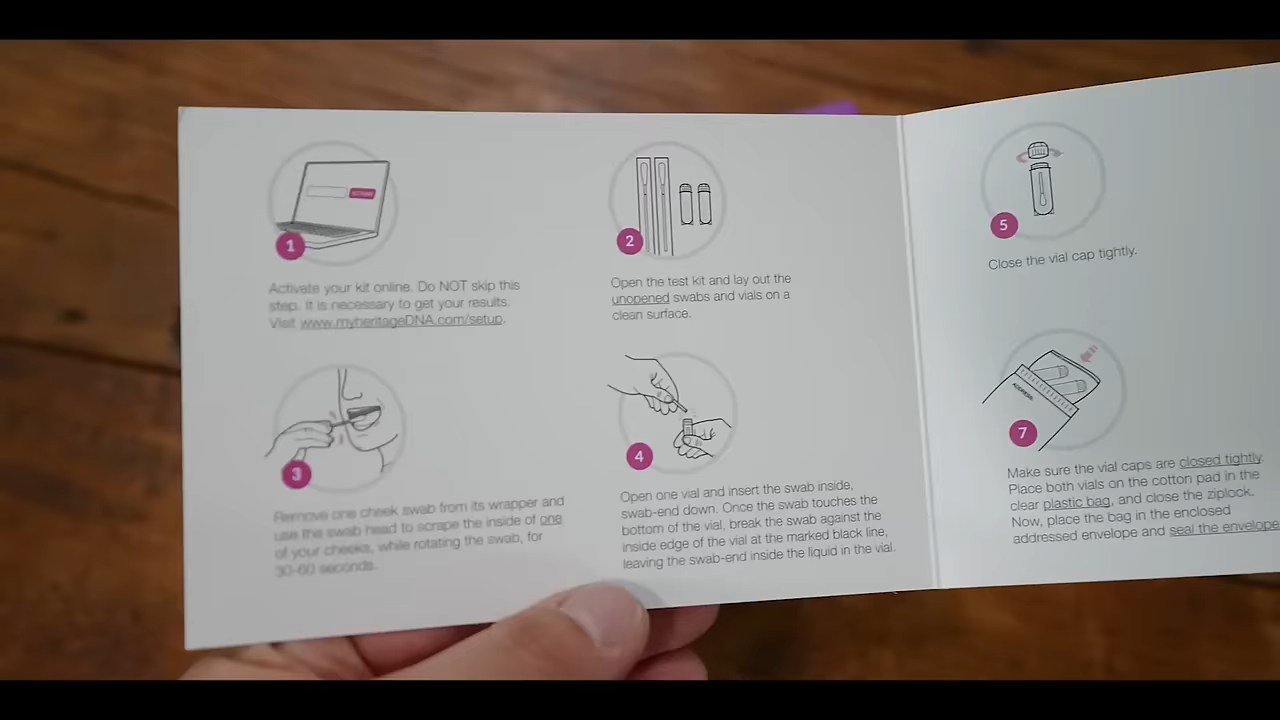 1
Activate your kit online. Do NOT skip this
step. It is necessary to get your results.
Visit www.myheritageDNA.com/setup.
2
Open the test kit and lay out the
unopened swabs and vials on a
clean surface.
3
Remove one cheek swab from its wrapper and
use the swab head to scrape the inside of one
of your cheeks, while rotating the swab, for
30-60 seconds.
4
Open one vial and insert the swab inside,
swab-end down. Once the swab touches the
bottom of the vial, break the swab against the
inside edge of the vial at the marked black line,
leaving the swab-end inside the liquid in the vial.
5
Close the vial cap tightly.
ADDRESS:
7
Make sure the vial caps are closed tightly.
Place both vials on the cotton pad in the
clear plastic bag, and close the ziplock.
Now, place the bag in the enclosed
addressed envelope and seal the envelope